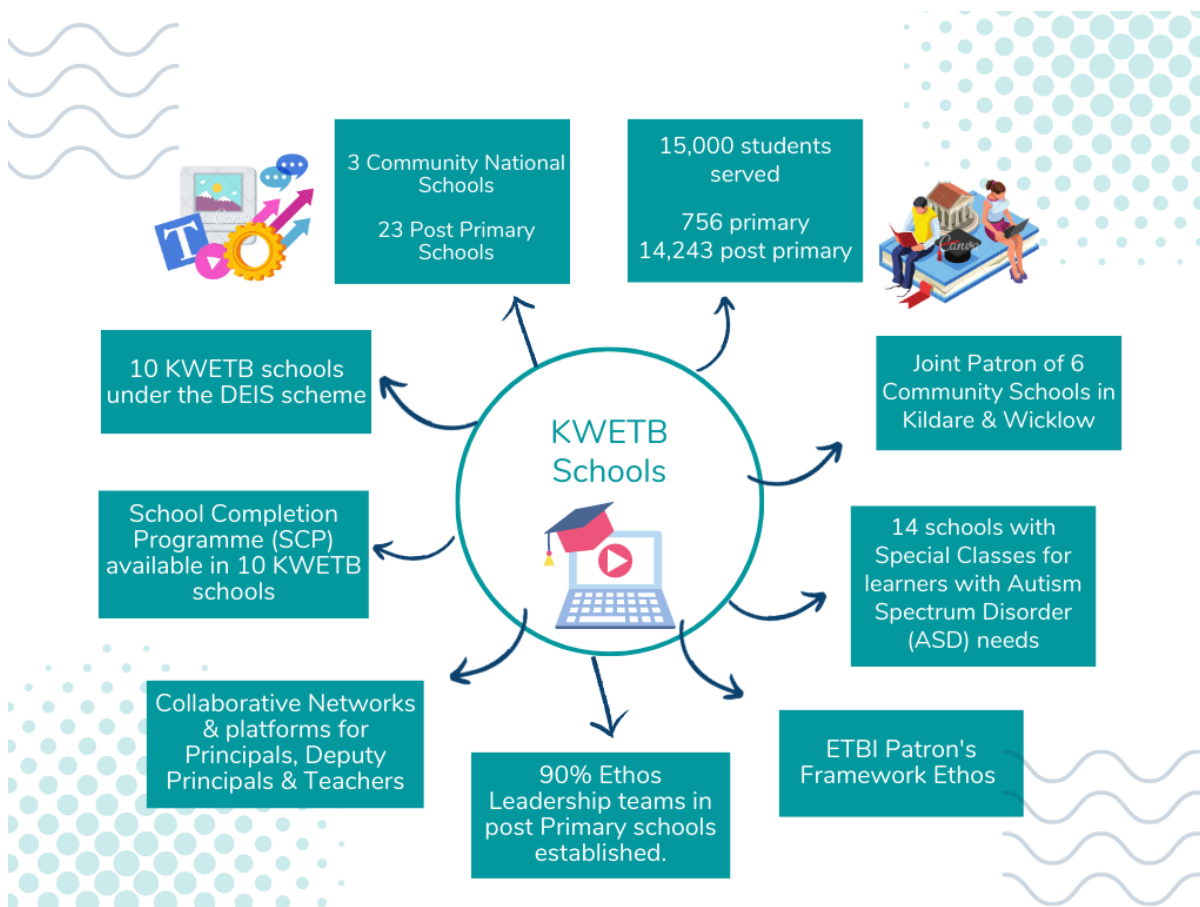 3 Community National
Schools
23 Post Primary
Schools
15,000 students
served
756 primary
14,243 post primary
T
Canva
Canva
10 KWETB schools
under the DEIS scheme
Joint Patron of 6
Community Schools in
Kildare & Wicklow
KWETB
Schools
School Completion
Programme (SCP)
available in 10 KWETB
schools
14 schools with
Special Classes for
learners with Autism
Spectrum Disorder
(ASD) needs
Collaborative Networks
& platforms for
Principals, Deputy
Principals & Teachers
90% Ethos
Leadership teams in
post Primary schools
established.
ETBI Patron's
Framework Ethos